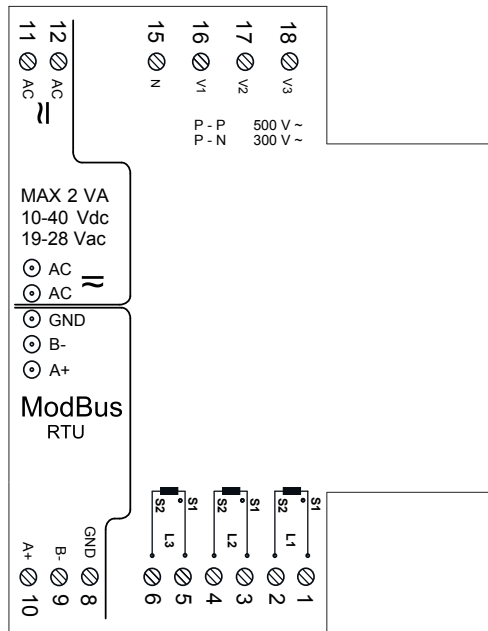 11 12 15 16 17 18
AC AC N V1 V2 V3
P - P 500 V ~
P - N 300 V ~
MAX 2 VA
10-40 Vdc
19-28 Vac
AC
AC
GND
B-
A+
ModBus
RTU
S2 S1 S2 S1 S2 S1
L3 L2 L1
A+ B- GND
10 9 8 6 5 4 3 2 1